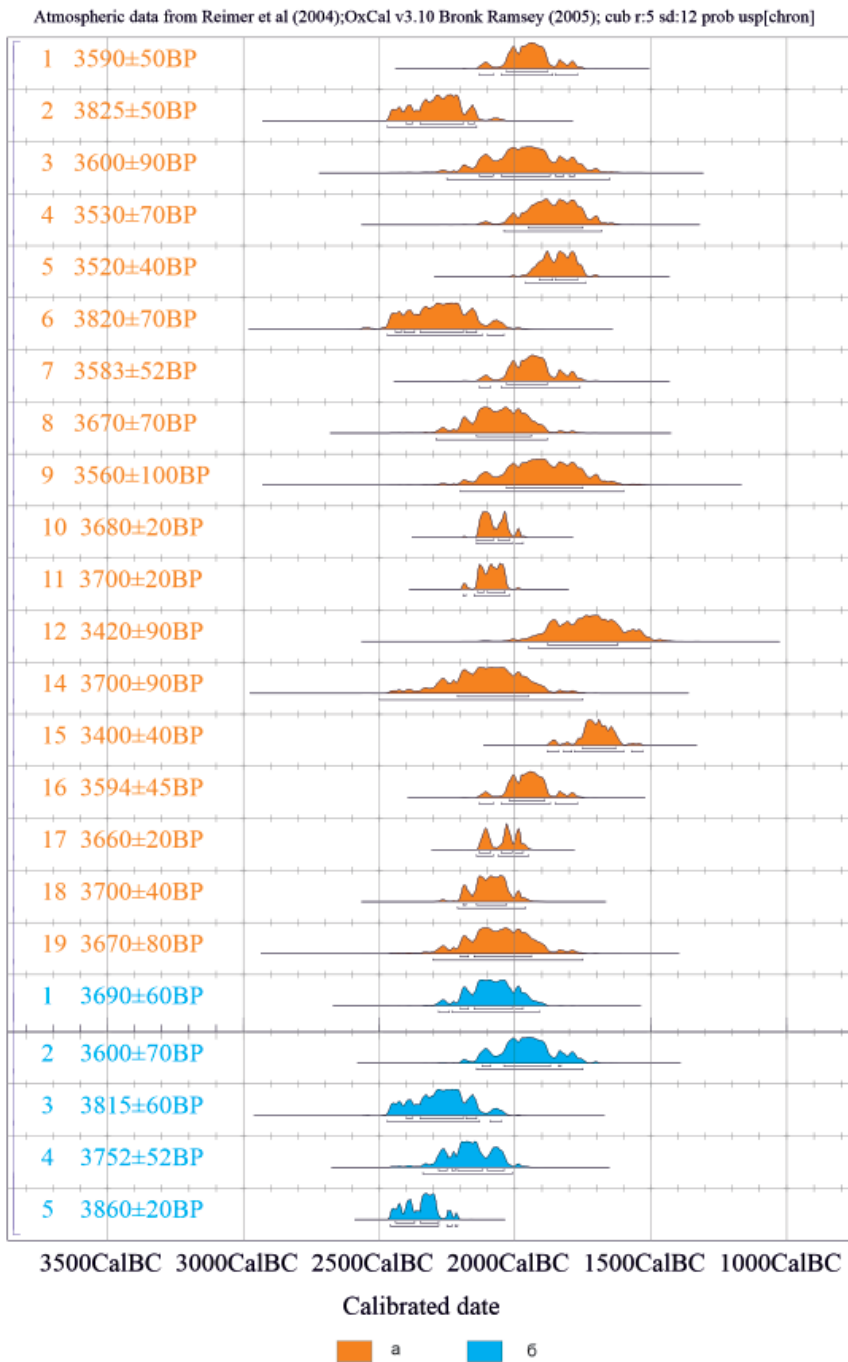 Atmospheric data from Reimer et al (2004);OxCal v3.10 Bronk Ramsey (2005); cub r:5 sd:12 prob usp[chron]
1 3590±50BP
2 3825±50BP
3 3600±90BP
4 3530±70BP
5 3520±40BP
6 3820±70BP
7 3583±52BP
8 3670±70BP
9 3560±100BP
10 3680±20BP
11 3700±20BP
12 3420±90BP
14 3700±90BP
15 3400±40BP
16 3594±45BP
17 3660±20BP
18 3700±40BP
19 3670±80BP
1 3690±60BP
2 3600±70BP
3 3815±60BP
4 3752±52BP
5 3860±20BP
3500CalBC 3000CalBC 2500CalBC 2000CalBC 1500CalBC 1000CalBC
Calibrated date
а б